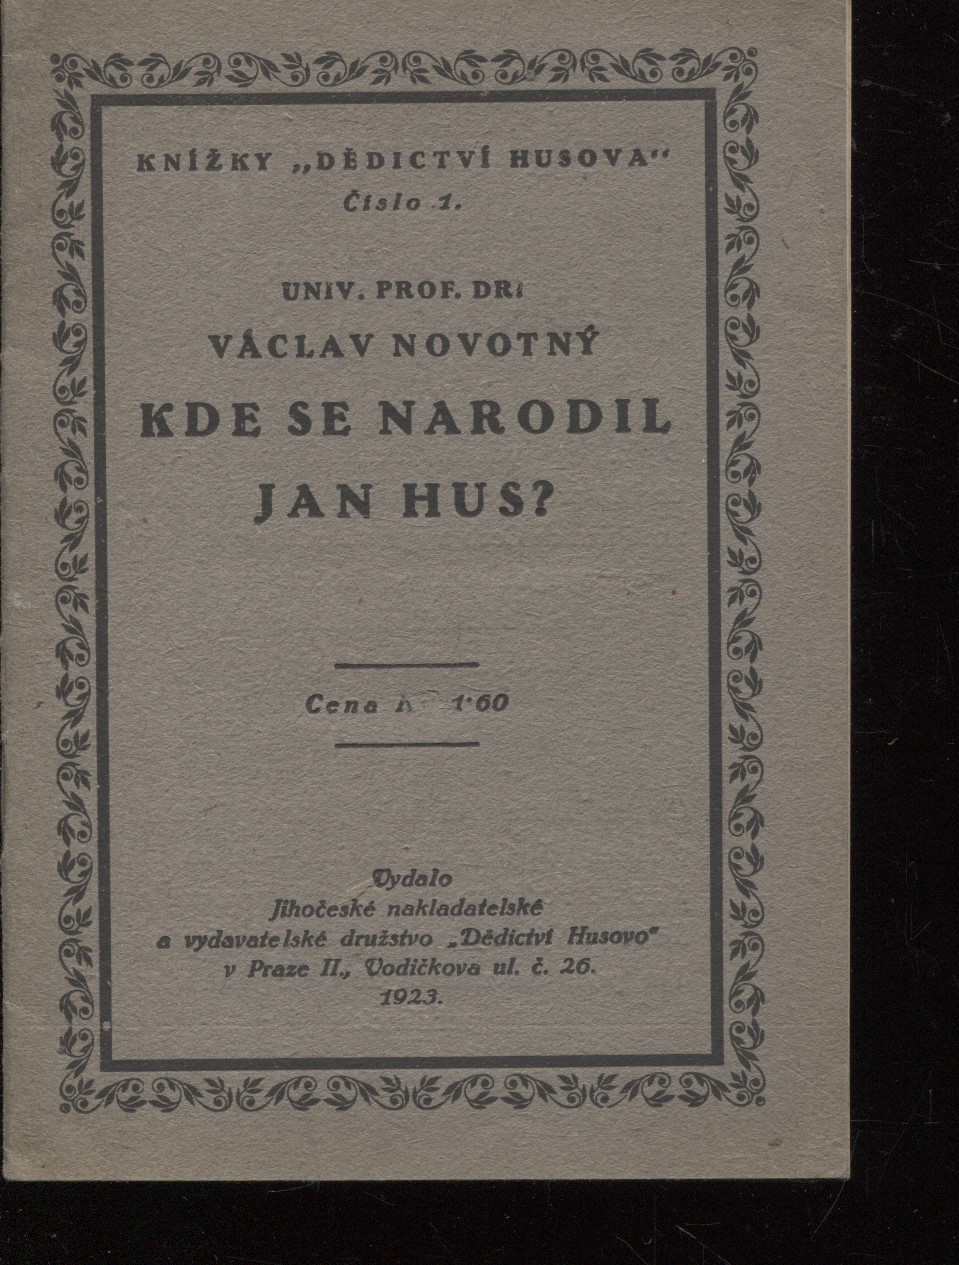 KNÍŽKY „DĚDICTVÍ HUSOVA“
Číslo 1.
UNIV. PROF. DR.
VÁCLAV NOVOTNÝ
KDE SE NARODIL
JAN HUS?
Cena 1·60
Vydalo
Jihočeské nakladatelské
a vydavatelské družstvo „Dědictví Husovo“
v Praze II., Vodičkova ul. č. 26.
1923.